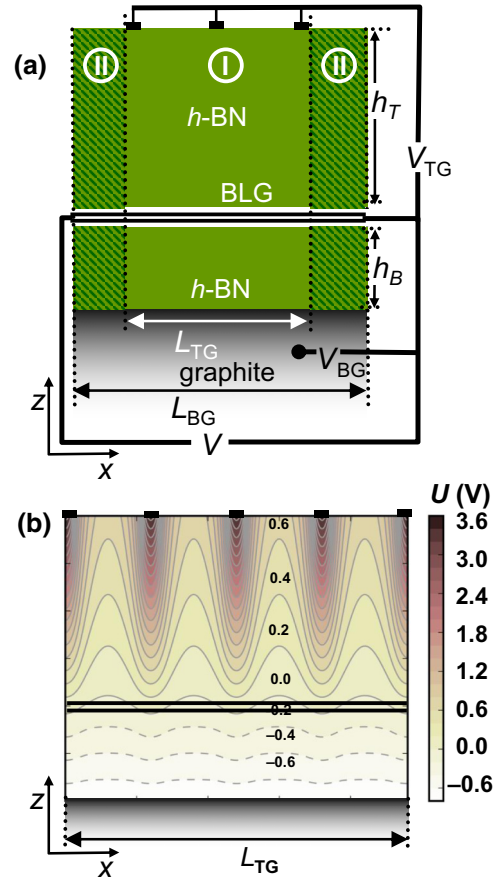 (a)
II
I
II
h-BN
h_T
V_TG
BLG
h-BN
h_B
L_TG
V_BG
graphite
L_BG
z
x
V
(b)
U (V)
0.6
3.6
0.4
3.0
2.4
0.2
1.8
0.0
1.2
0.2
0.6
–0.4
0.0
–0.6
–0.6
z
x
L_TG